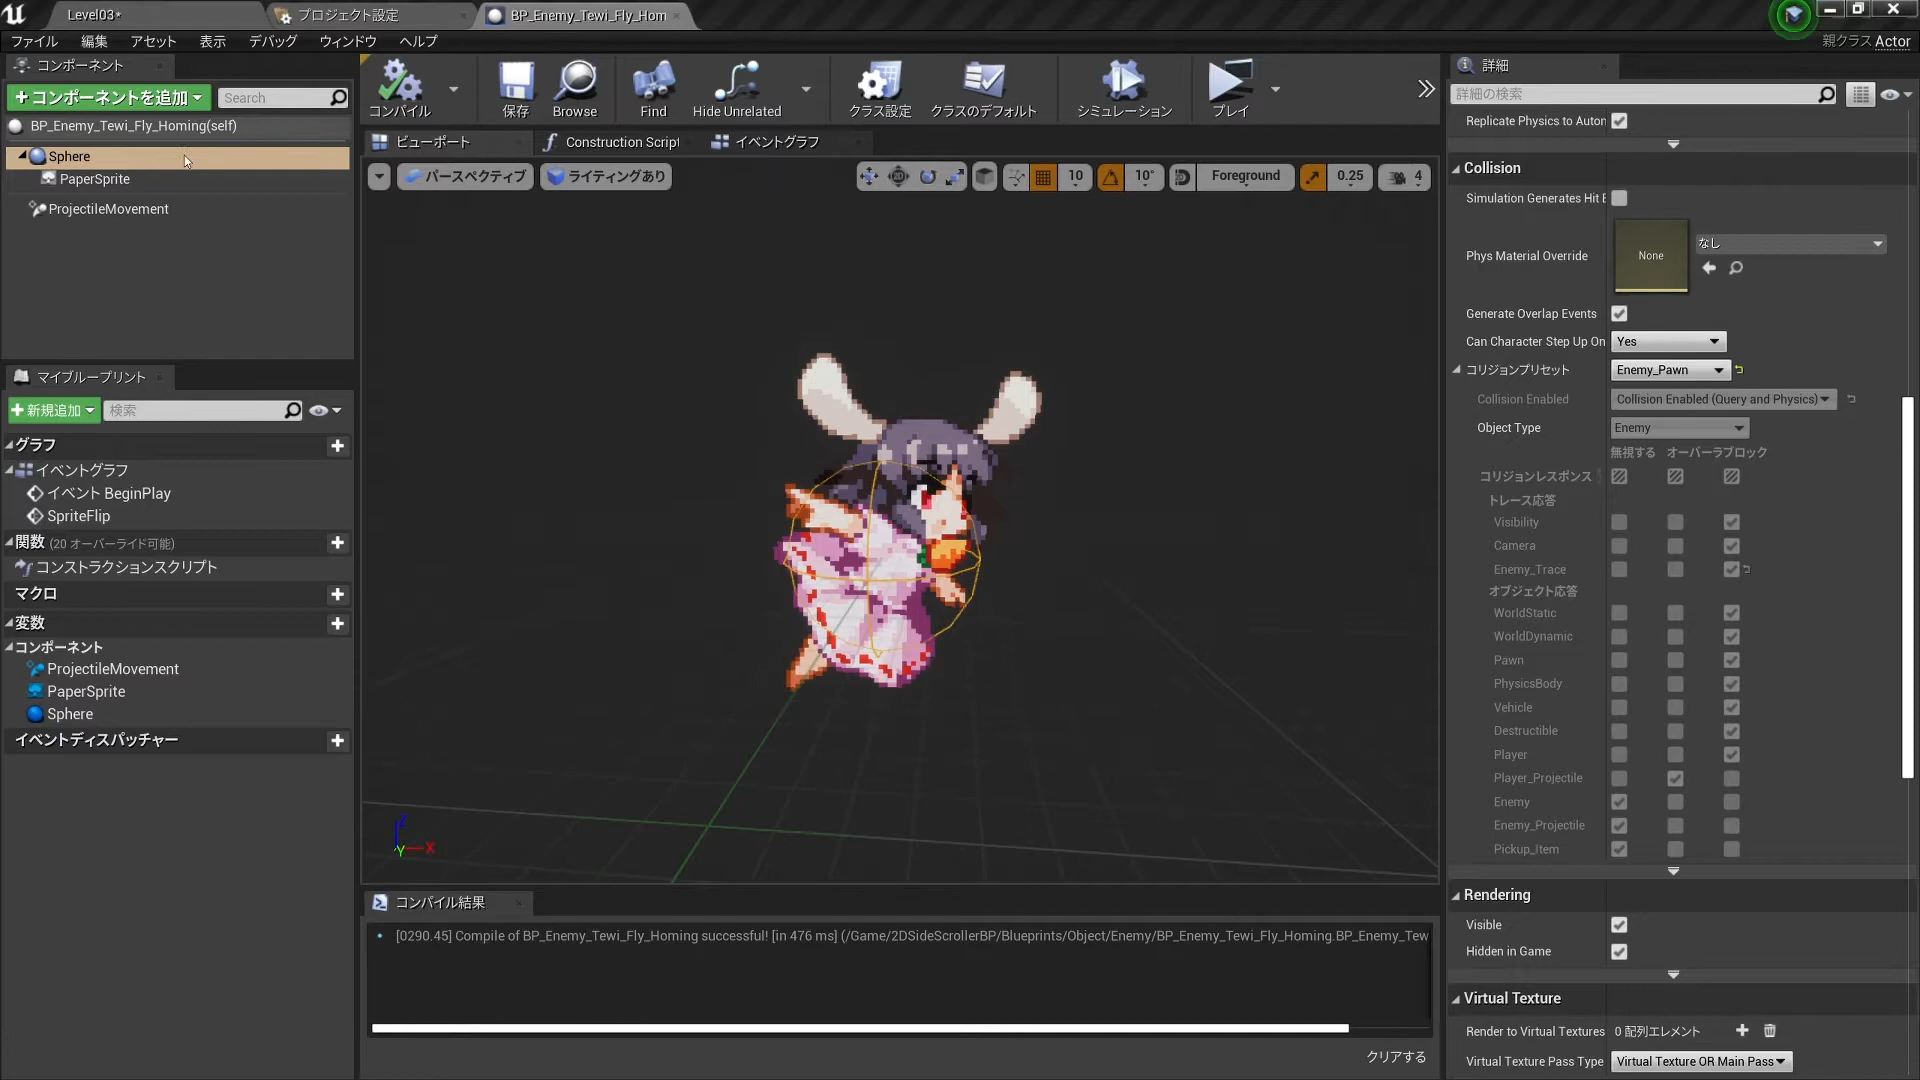 Level03*
プロジェクト設定
BP_Enemy_Tewi_Fly_Hom
ファイル 編集 アセット 表示 デバッグ ウィンドウ ヘルプ
親クラス Actor
コンポーネント
+コンポーネントを追加
Search
BP_Enemy_Tewi_Fly_Homing(self)
Sphere
PaperSprite
ProjectileMovement
マイブループリント
+新規追加
検索
グラフ
イベントグラフ
イベント BeginPlay
SpriteFlip
関数 (20 オーバーライド可能)
コンストラクションスクリプト
マクロ
変数
コンポーネント
ProjectileMovement
PaperSprite
Sphere
イベントディスパッチャー
コンパイル
保存
Browse
Find
Hide Unrelated
クラス設定
クラスのデフォルト
シミュレーション
プレイ
ビューポート
Construction Script
イベントグラフ
パースペクティブ
ライティングあり
10
10°
Foreground
0.25
4
Z
Y
X
コンパイル結果
[0290.45] Compile of BP_Enemy_Tewi_Fly_Homing successful! [in 476 ms] (/Game/2DSideScrollerBP/Blueprints/Object/Enemy/BP_Enemy_Tewi_Fly_Homing.BP_Enemy_Tew
クリアする
詳細
詳細の検索
Replicate Physics to Auton
Collision
Simulation Generates Hit E
Phys Material Override
None
なし
Generate Overlap Events
Can Character Step Up On
Yes
コリジョンプリセット
Enemy_Pawn
Collision Enabled
Collision Enabled (Query and Physics)
Object Type
Enemy
無視する オーバーラブロック
コリジョンレスポンス
トレース応答
Visibility
Camera
Enemy_Trace
オブジェクト応答
WorldStatic
WorldDynamic
Pawn
PhysicsBody
Vehicle
Destructible
Player
Player_Projectile
Enemy
Enemy_Projectile
Pickup_Item
Rendering
Visible
Hidden in Game
Virtual Texture
Render to Virtual Textures
0 配列エレメント
Virtual Texture Pass Type
Virtual Texture OR Main Pass